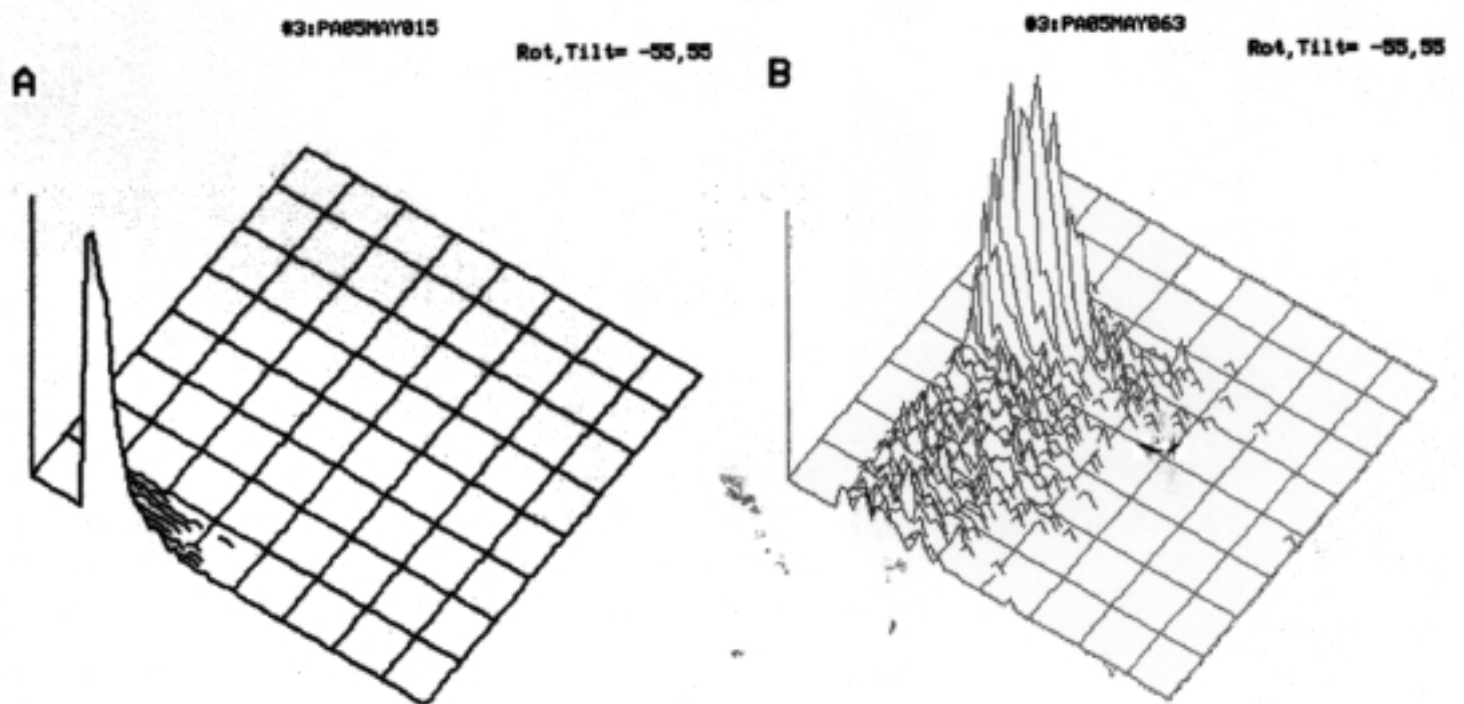 #3:PA05MAY015
Rot,Tilt= -55,55
A
#3:PA05MAY063
Rot,Tilt= -55,55
B